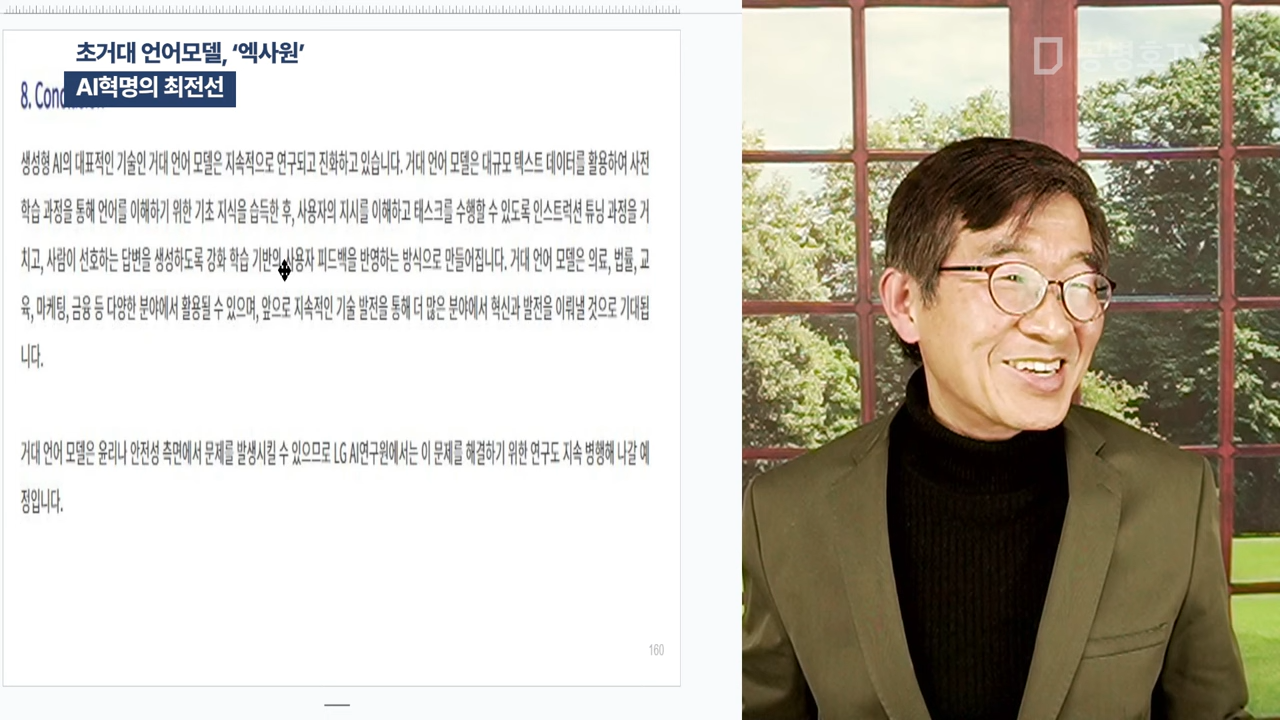 초거대 언어모델, ‘엑사원’
AI혁명의 최전선
8. Conclusion
공병호TV
생성형 AI의 대표적인 기술인 거대 언어 모델은 지속적으로 연구되고 진화하고 있습니다. 거대 언어 모델은 대규모 텍스트 데이터를 활용하여 사전
학습 과정을 통해 언어를 이해하기 위한 기초 지식을 습득한 후, 사용자의 지시를 이해하고 태스크를 수행할 수 있도록 인스트럭션 튜닝 과정을 거
치고, 사람이 선호하는 답변을 생성하도록 강화 학습 기반의 사용자 피드백을 반영하는 방식으로 만들어집니다. 거대 언어 모델은 의료, 법률, 교
육, 마케팅, 금융 등 다양한 분야에서 활용될 수 있으며, 앞으로 지속적인 기술 발전을 통해 더 많은 분야에서 혁신과 발전을 이뤄낼 것으로 기대됩
니다.
거대 언어 모델은 윤리나 안전성 측면에서 문제를 발생시킬 수 있으므로 LG AI연구원에서는 이 문제를 해결하기 위한 연구도 지속 병행해 나갈 예
정입니다.
160